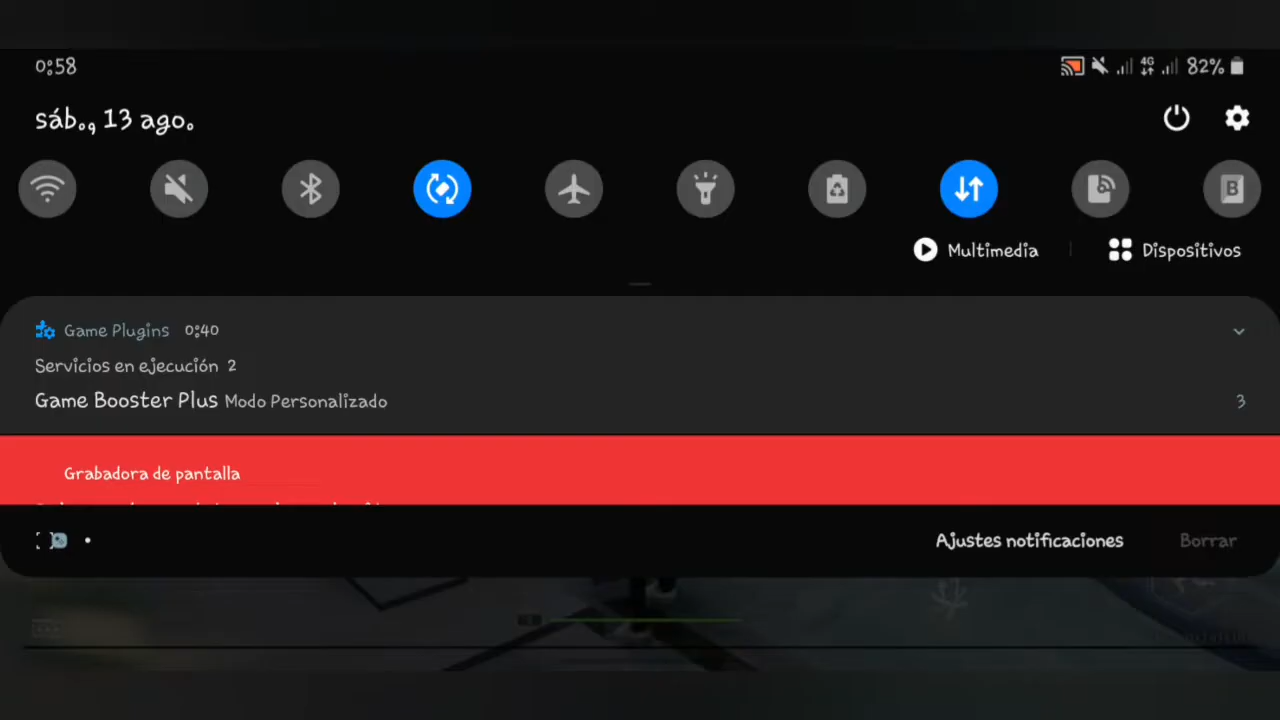 0:58
4G 82%
sáb., 13 ago.
B
Multimedia
Dispositivos
Game Plugins 0:40
Servicios en ejecución 2
Game Booster Plus Modo Personalizado
3
Grabadora de pantalla
Ajustes notificaciones
Borrar